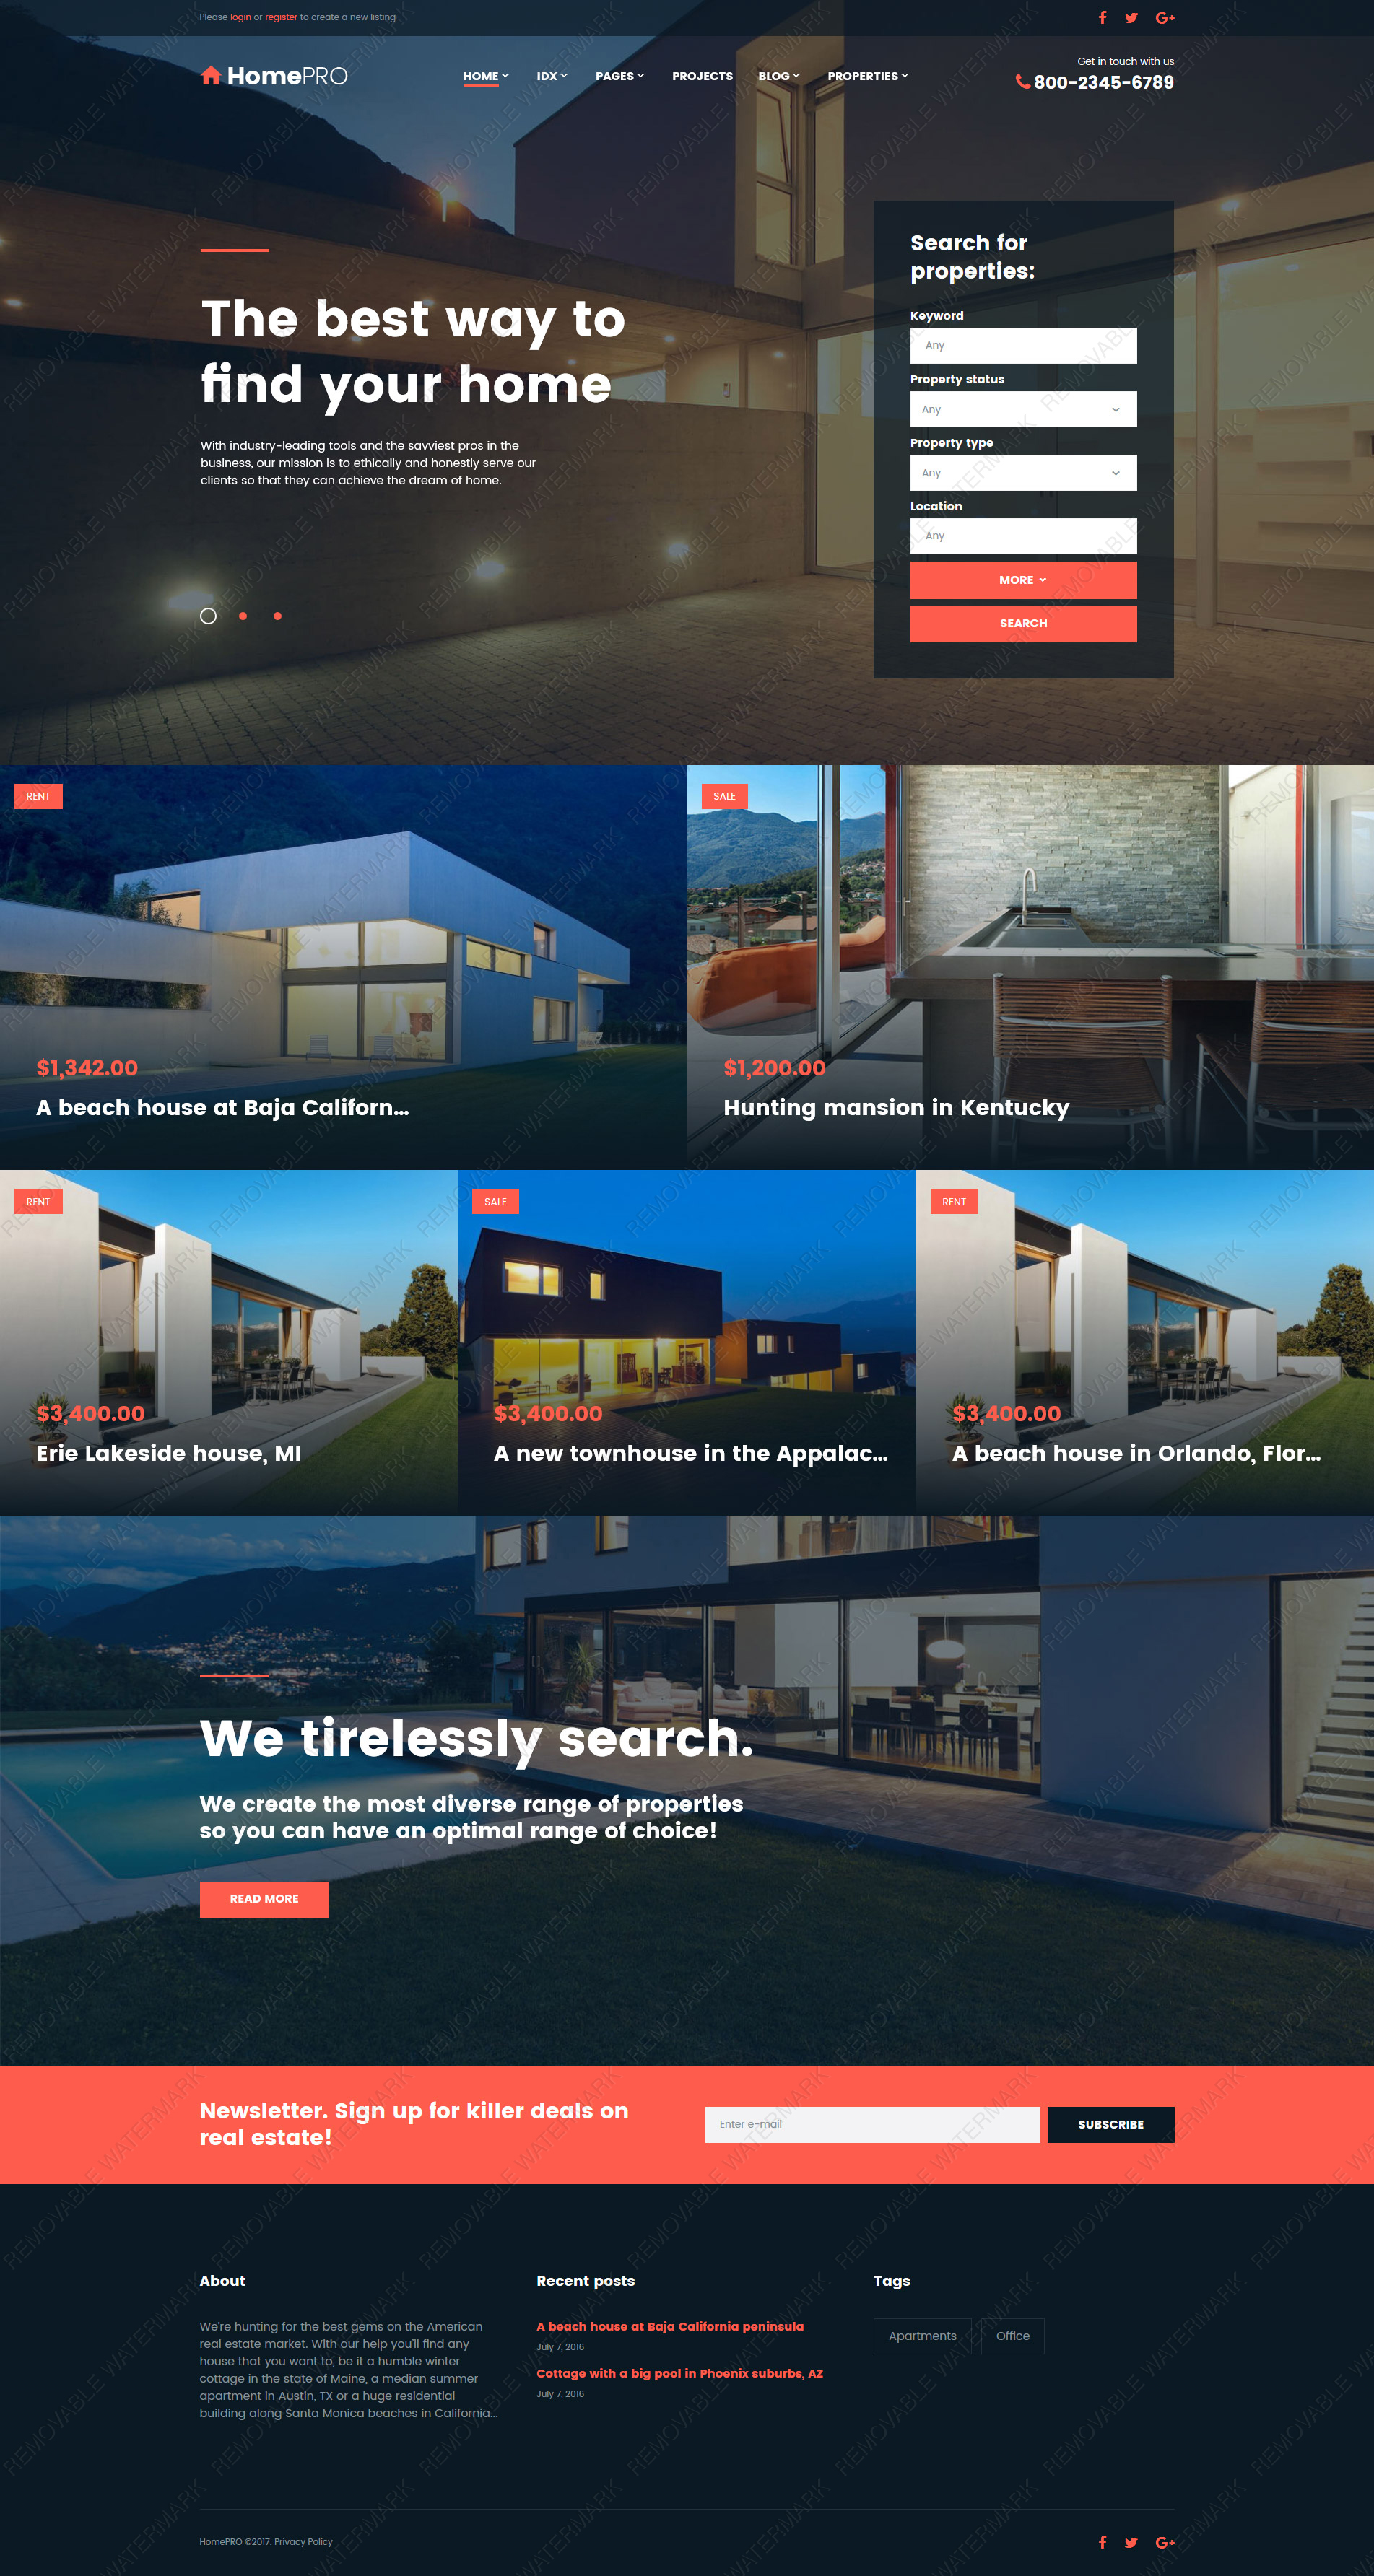 Please login or register to create a new listing
HomePRO
HOME IDX PAGES PROJECTS BLOG PROPERTIES
Get in touch with us
800-2345-6789
The best way to
find your home
With industry-leading tools and the savviest pros in the
business, our mission is to ethically and honestly serve our
clients so that they can achieve the dream of home.
Search for
properties:
Keyword
Any
Property status
Any
Property type
Any
Location
Any
MORE
SEARCH
RENT
$1,342.00
A beach house at Baja Californ...
SALE
$1,200.00
Hunting mansion in Kentucky
RENT
$3,400.00
Erie Lakeside house, MI
SALE
$3,400.00
A new townhouse in the Appalac...
RENT
$3,400.00
A beach house in Orlando, Flor...
We tirelessly search.
We create the most diverse range of properties
so you can have an optimal range of choice!
READ MORE
Newsletter. Sign up for killer deals on
real estate!
Enter e-mail
SUBSCRIBE
About
We're hunting for the best gems on the American
real estate market. With our help you'll find any
house that you want to, be it a humble winter
cottage in the state of Maine, a median summer
apartment in Austin, TX or a huge residential
building along Santa Monica beaches in California...
Recent posts
A beach house at Baja California peninsula
July 7, 2016
Cottage with a big pool in Phoenix suburbs, AZ
July 7, 2016
Tags
Apartments
Office
HomePRO ©2017. Privacy Policy
REMOVABLE WATERMARK